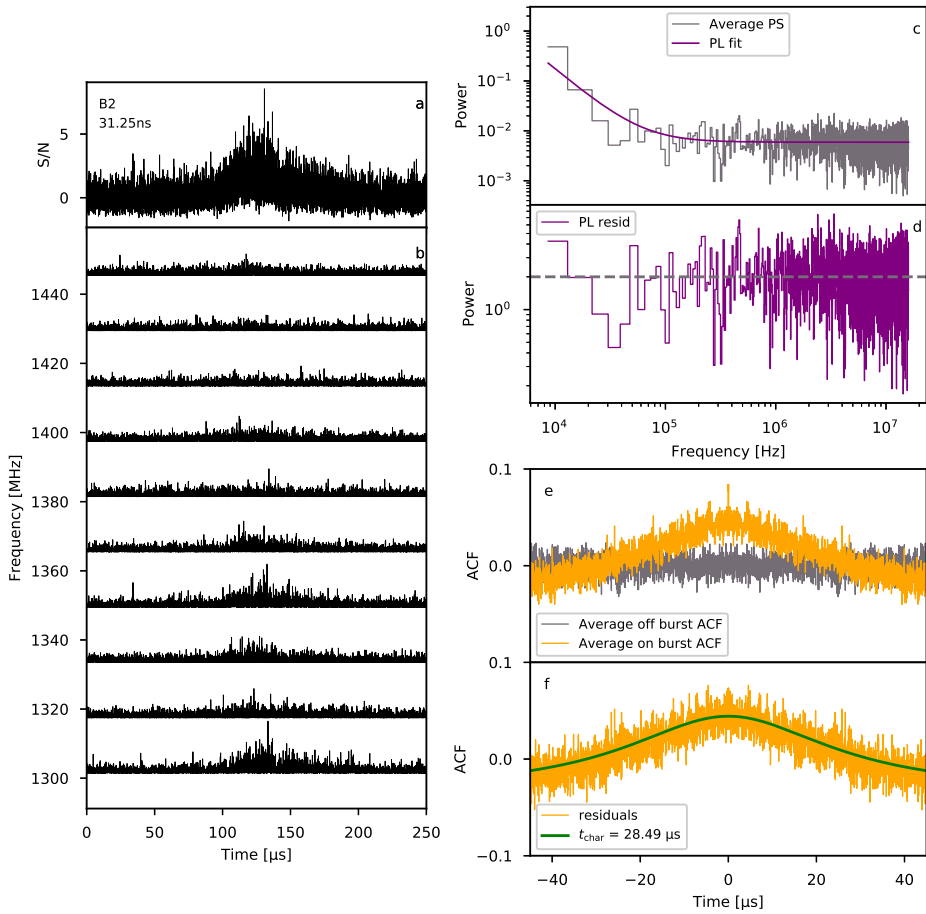 B2
31.25ns
a
S/N
5
0
b
Frequency [MHz]
1440
1420
1400
1380
1360
1340
1320
1300
0 50 100 150 200 250
Time [µs]
c
Average PS
PL fit
Power
10⁰
10⁻¹
10⁻²
10⁻³
PL resid
d
Power
10⁰
10⁴ 10⁵ 10⁶ 10⁷
Frequency [Hz]
e
ACF
0.1
0.0
Average off burst ACF
Average on burst ACF
f
ACF
0.1
0.0
−0.1
residuals
t_char = 28.49 µs
−40 −20 0 20 40
Time [µs]